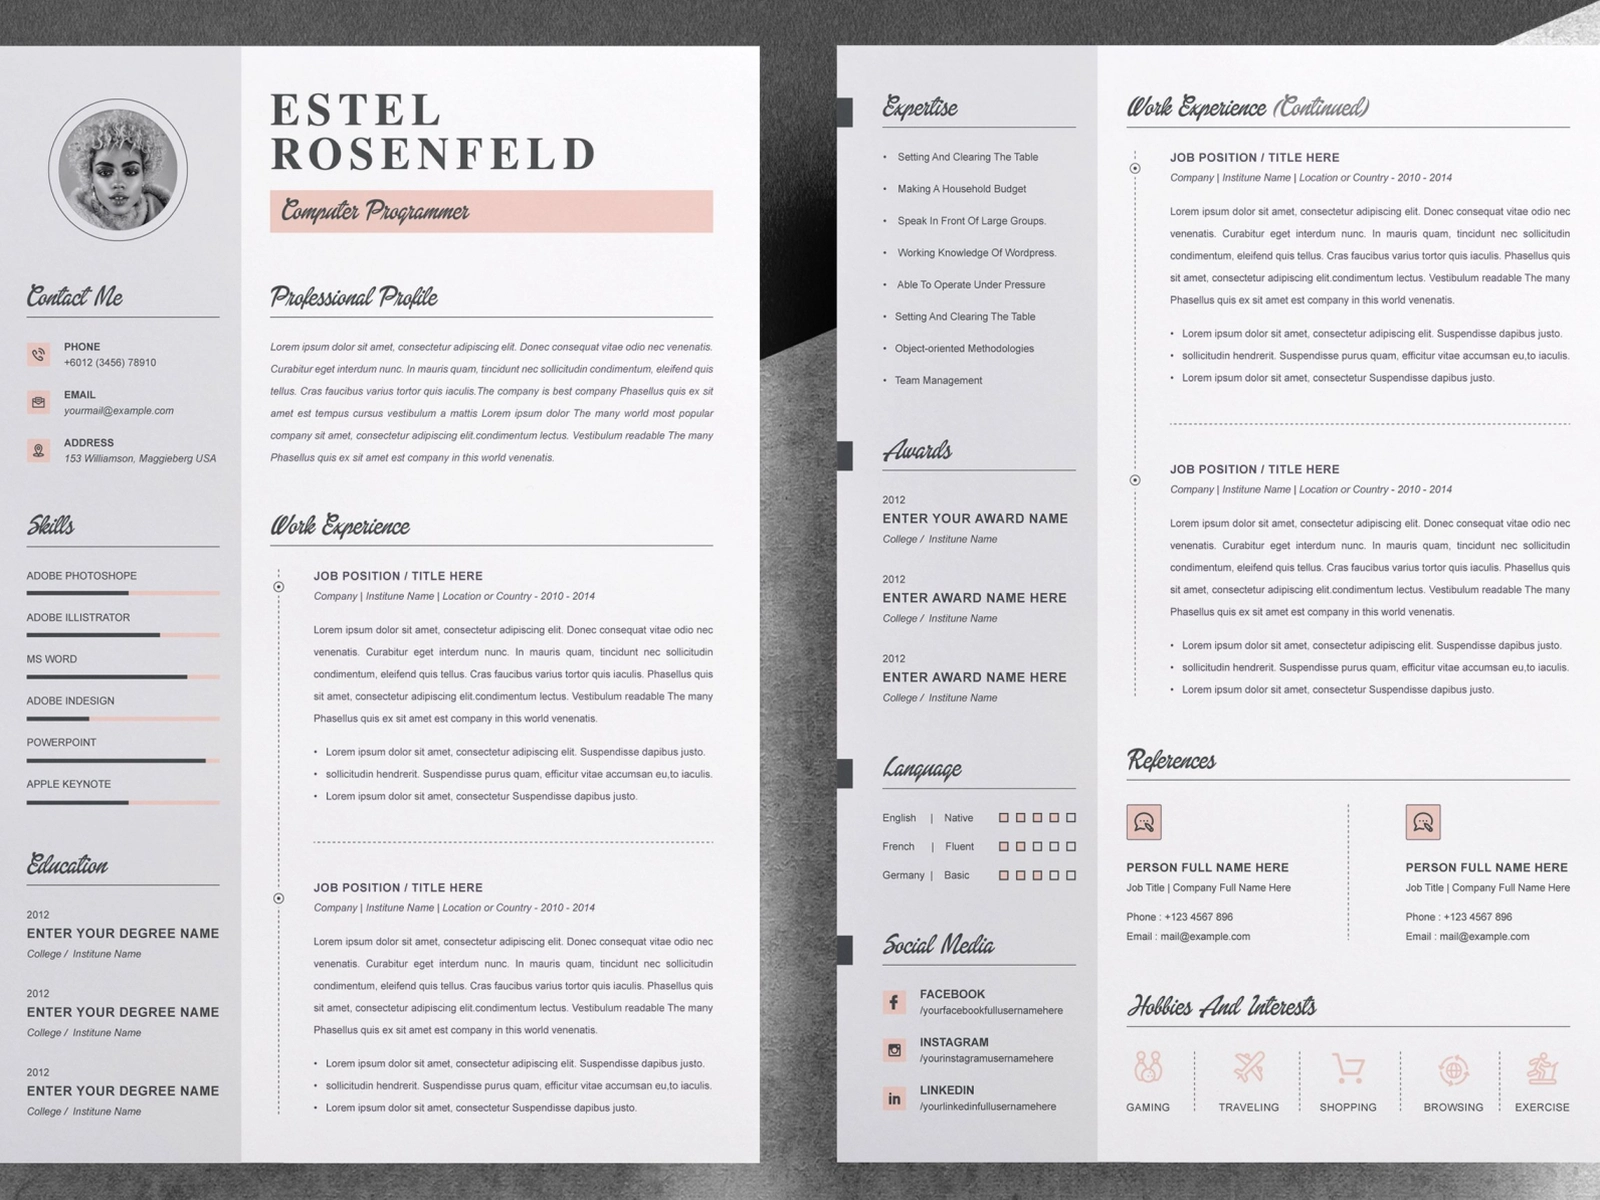 ESTEL
ROSENFELD
Computer Programmer
Contact Me
PHONE
+6012 (3456) 78910
EMAIL
yourmail@example.com
ADDRESS
153 Williamson, Maggieberg USA
Skills
ADOBE PHOTOSHOPE
ADOBE ILLISTRATOR
MS WORD
ADOBE INDESIGN
POWERPOINT
APPLE KEYNOTE
Education
2012
ENTER YOUR DEGREE NAME
College / Institune Name
2012
ENTER YOUR DEGREE NAME
College / Institune Name
2012
ENTER YOUR DEGREE NAME
College / Institune Name
Professional Profile
Lorem ipsum dolor sit amet, consectetur adipiscing elit. Donec consequat vitae odio nec venenatis.
Curabitur eget interdum nunc. In mauris quam, tincidunt nec sollicitudin condimentum, eleifend quis
tellus. Cras faucibus varius tortor quis iaculis.The company is best company Phasellus quis ex sit
amet est tempus cursus vestibulum a mattis Lorem ipsum dolor The many world most popular
company sit amet, consectetur adipiscing elit.condimentum lectus. Vestibulum readable The many
Phasellus quis ex sit amet est company in this world venenatis.
Work Experience
JOB POSITION / TITLE HERE
Company | Institune Name | Location or Country - 2010 - 2014
Lorem ipsum dolor sit amet, consectetur adipiscing elit. Donec consequat vitae odio nec
venenatis. Curabitur eget interdum nunc. In mauris quam, tincidunt nec sollicitudin
condimentum, eleifend quis tellus. Cras faucibus varius tortor quis iaculis. Phasellus quis
sit amet, consectetur adipiscing elit.condimentum lectus. Vestibulum readable The many
Phasellus quis ex sit amet est company in this world venenatis.
• Lorem ipsum dolor sit amet, consectetur adipiscing elit. Suspendisse dapibus justo.
• sollicitudin hendrerit. Suspendisse purus quam, efficitur vitae accumsan eu,to iaculis.
• Lorem ipsum dolor sit amet, consectetur Suspendisse dapibus justo.
JOB POSITION / TITLE HERE
Company | Institune Name | Location or Country - 2010 - 2014
Lorem ipsum dolor sit amet, consectetur adipiscing elit. Donec consequat vitae odio nec
venenatis. Curabitur eget interdum nunc. In mauris quam, tincidunt nec sollicitudin
condimentum, eleifend quis tellus. Cras faucibus varius tortor quis iaculis. Phasellus quis
sit amet, consectetur adipiscing elit.condimentum lectus. Vestibulum readable The many
Phasellus quis ex sit amet est company in this world venenatis.
• Lorem ipsum dolor sit amet, consectetur adipiscing elit. Suspendisse dapibus justo.
• sollicitudin hendrerit. Suspendisse purus quam, efficitur vitae accumsan eu,to iaculis.
• Lorem ipsum dolor sit amet, consectetur Suspendisse dapibus justo.
Expertise
• Setting And Clearing The Table
• Making A Household Budget
• Speak In Front Of Large Groups.
• Working Knowledge Of Wordpress.
• Able To Operate Under Pressure
• Setting And Clearing The Table
• Object-oriented Methodologies
• Team Management
Awards
2012
ENTER YOUR AWARD NAME
College / Institune Name
2012
ENTER AWARD NAME HERE
College / Institune Name
2012
ENTER AWARD NAME HERE
College / Institune Name
Language
English | Native
French | Fluent
Germany | Basic
Social Media
FACEBOOK
/yourfacebookfullusernamehere
INSTAGRAM
/yourinstagramusernamehere
LINKEDIN
/yourlinkedinfullusernamehere
Work Experience (Continued)
JOB POSITION / TITLE HERE
Company | Institune Name | Location or Country - 2010 - 2014
Lorem ipsum dolor sit amet, consectetur adipiscing elit. Donec consequat vitae odio nec
venenatis. Curabitur eget interdum nunc. In mauris quam, tincidunt nec sollicitudin
condimentum, eleifend quis tellus. Cras faucibus varius tortor quis iaculis. Phasellus quis
sit amet, consectetur adipiscing elit.condimentum lectus. Vestibulum readable The many
Phasellus quis ex sit amet est company in this world venenatis.
• Lorem ipsum dolor sit amet, consectetur adipiscing elit. Suspendisse dapibus justo.
• sollicitudin hendrerit. Suspendisse purus quam, efficitur vitae accumsan eu,to iaculis.
• Lorem ipsum dolor sit amet, consectetur Suspendisse dapibus justo.
JOB POSITION / TITLE HERE
Company | Institune Name | Location or Country - 2010 - 2014
Lorem ipsum dolor sit amet, consectetur adipiscing elit. Donec consequat vitae odio nec
venenatis. Curabitur eget interdum nunc. In mauris quam, tincidunt nec sollicitudin
condimentum, eleifend quis tellus. Cras faucibus varius tortor quis iaculis. Phasellus quis
sit amet, consectetur adipiscing elit.condimentum lectus. Vestibulum readable The many
Phasellus quis ex sit amet est company in this world venenatis.
• Lorem ipsum dolor sit amet, consectetur adipiscing elit. Suspendisse dapibus justo.
• sollicitudin hendrerit. Suspendisse purus quam, efficitur vitae accumsan eu,to iaculis.
• Lorem ipsum dolor sit amet, consectetur Suspendisse dapibus justo.
References
PERSON FULL NAME HERE
Job Title | Company Full Name Here
Phone : +123 4567 896
Email : mail@example.com
PERSON FULL NAME HERE
Job Title | Company Full Name Here
Phone : +123 4567 896
Email : mail@example.com
Hobbies And Interests
GAMING
TRAVELING
SHOPPING
BROWSING
EXERCISE